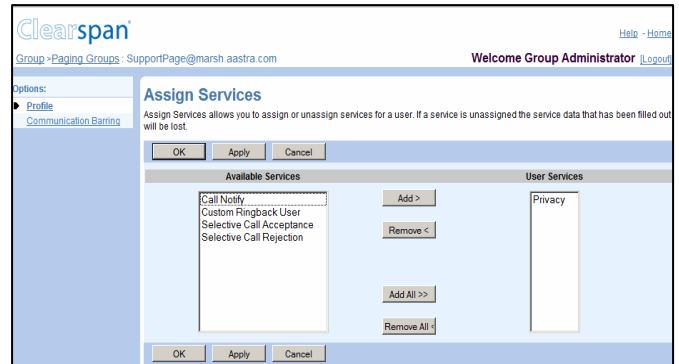 Clearspan
Help - Home
Group >Paging Groups : SupportPage@marsh.aastra.com
Welcome Group Administrator [Logout]
Options:
Profile
Communication Barring
Assign Services
Assign Services allows you to assign or unassign services for a user. If a service is unassigned the service data that has been filled out
will be lost.
OK Apply Cancel
Available Services
User Services
Call Notify
Custom Ringback User
Selective Call Acceptance
Selective Call Rejection
Add >
Remove <
Add All >>
Remove All <
Privacy
OK Apply Cancel